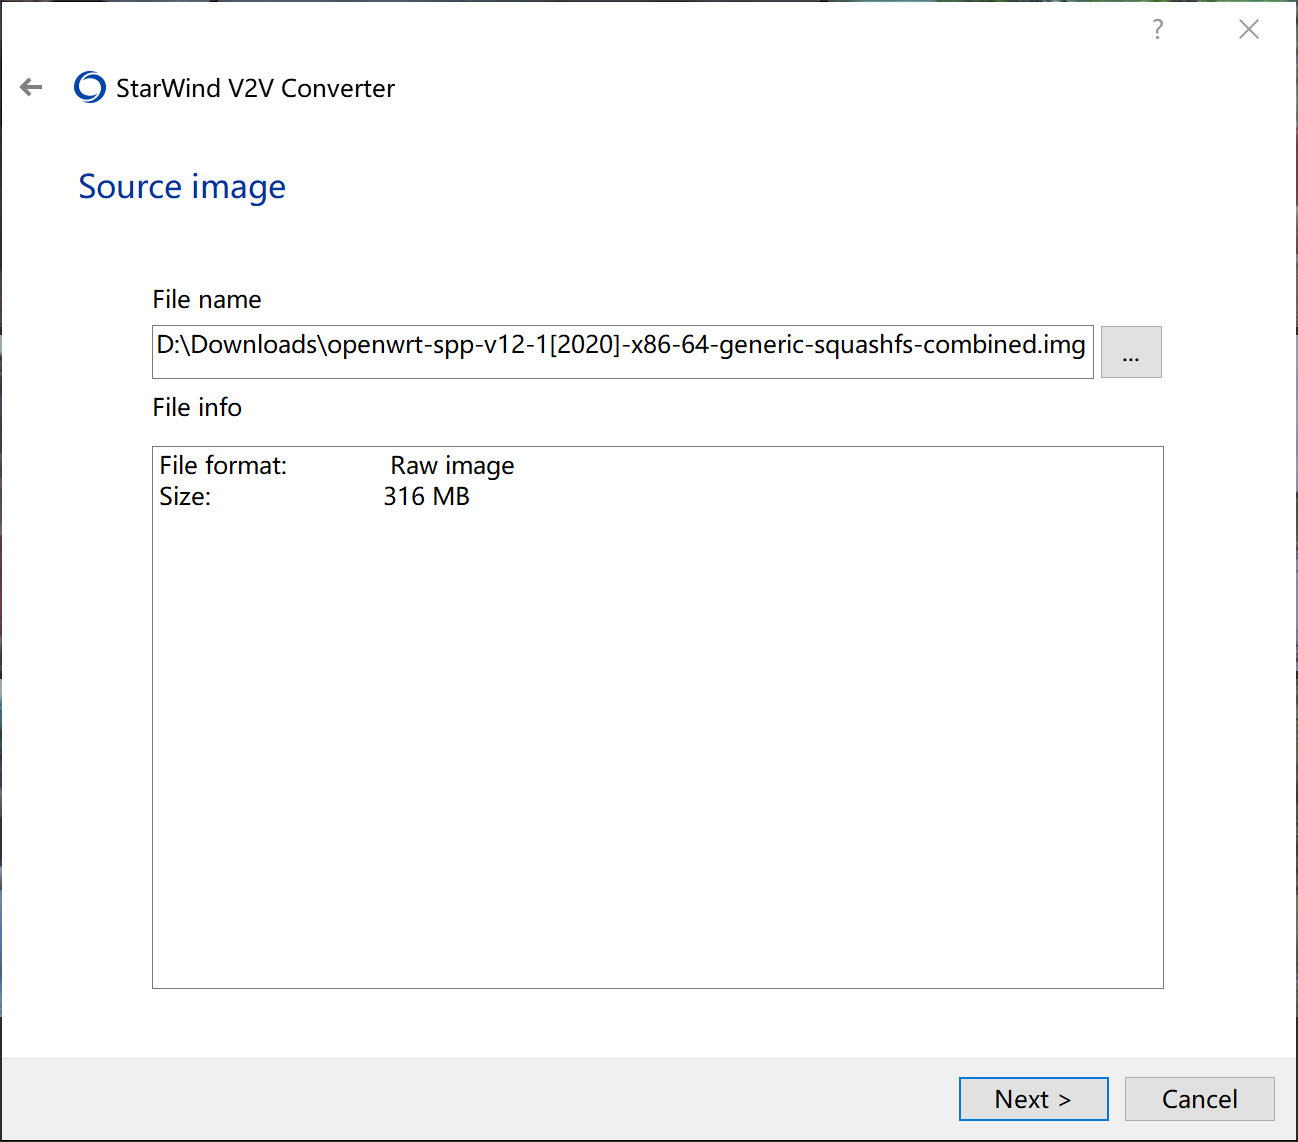 ?
StarWind V2V Converter
Source image
File name
D:\Downloads\openwrt-spp-v12-1[2020]-x86-64-generic-squashfs-combined.img
...
File info
File format: Raw image
Size: 316 MB
Next >
Cancel